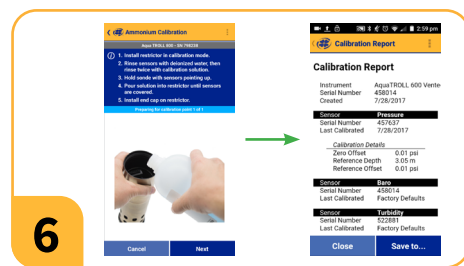 Ammonium Calibration
Aqua TROLL 600 - SN 798230
1. Install restrictor in calibration mode.
2. Rinse sensors with deionized water, then
rinse twice with calibration solution.
3. Hold sonde with sensors pointing up.
4. Pour solution into restrictor until sensors
are covered.
5. Install end cap on restrictor.
Preparing for calibration point 1 of 1
Cancel Next
2:59 pm
Calibration Report
Calibration Report
Instrument AquaTROLL 600 Vente
Serial Number 458014
Created 7/28/2017
Sensor Pressure
Serial Number 457637
Last Calibrated 7/28/2017
Calibration Details
Zero Offset 0.01 psi
Reference Depth 3.05 m
Reference Offset 0.01 psi
Sensor Baro
Serial Number 458014
Last Calibrated Factory Defaults
Sensor Turbidity
Serial Number 522881
Last Calibrated Factory Defaults
Close Save to...
6